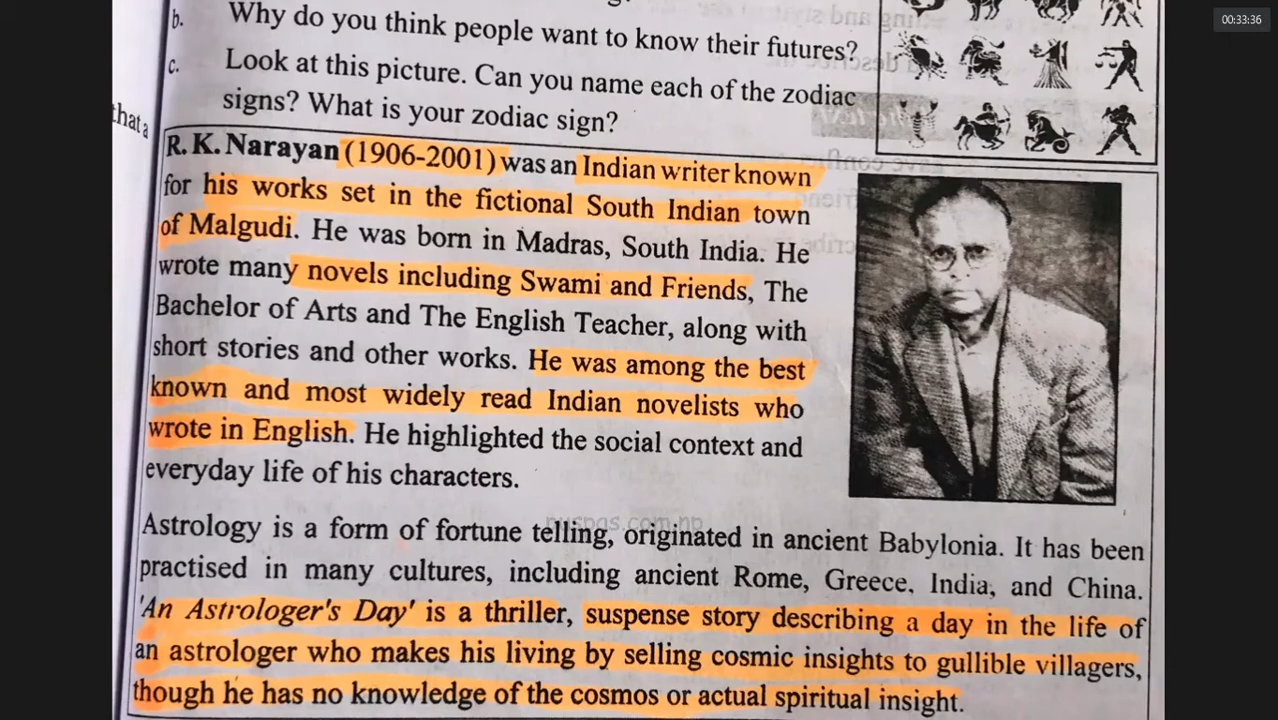 00:33:36
b. Why do you think people want to know their futures?
c. Look at this picture. Can you name each of the zodiac
signs? What is your zodiac sign?
that a
R. K. Narayan (1906-2001) was an Indian writer known
for his works set in the fictional South Indian town
of Malgudi. He was born in Madras, South India. He
wrote many novels including Swami and Friends, The
Bachelor of Arts and The English Teacher, along with
short stories and other works. He was among the best
known and most widely read Indian novelists who
wrote in English. He highlighted the social context and
everyday life of his characters.
Astrology is a form of fortune telling, originated in ancient Babylonia. It has been
practised in many cultures, including ancient Rome, Greece, India, and China.
'An Astrologer's Day' is a thriller, suspense story describing a day in the life of
an astrologer who makes his living by selling cosmic insights to gullible villagers,
though he has no knowledge of the cosmos or actual spiritual insight.